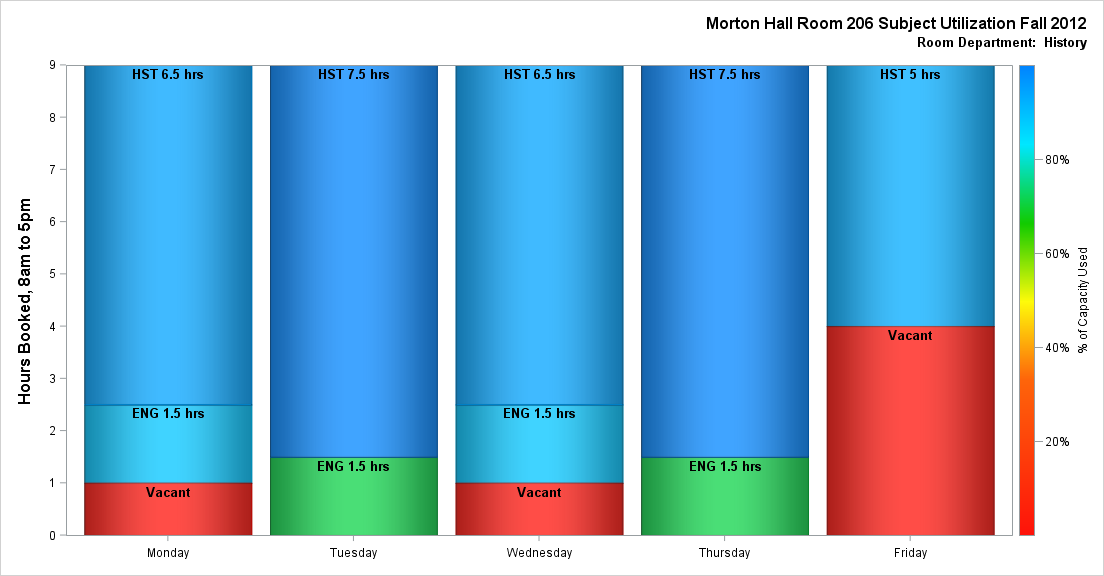 Morton Hall Room 206 Subject Utilization Fall 2012
Room Department: History
Hours Booked, 8am to 5pm
9
8
7
6
5
4
3
2
1
0
HST 6.5 hrs
ENG 1.5 hrs
Vacant
HST 7.5 hrs
ENG 1.5 hrs
HST 6.5 hrs
ENG 1.5 hrs
Vacant
HST 7.5 hrs
ENG 1.5 hrs
HST 5 hrs
Vacant
Monday
Tuesday
Wednesday
Thursday
Friday
80%
60%
40%
20%
% of Capacity Used